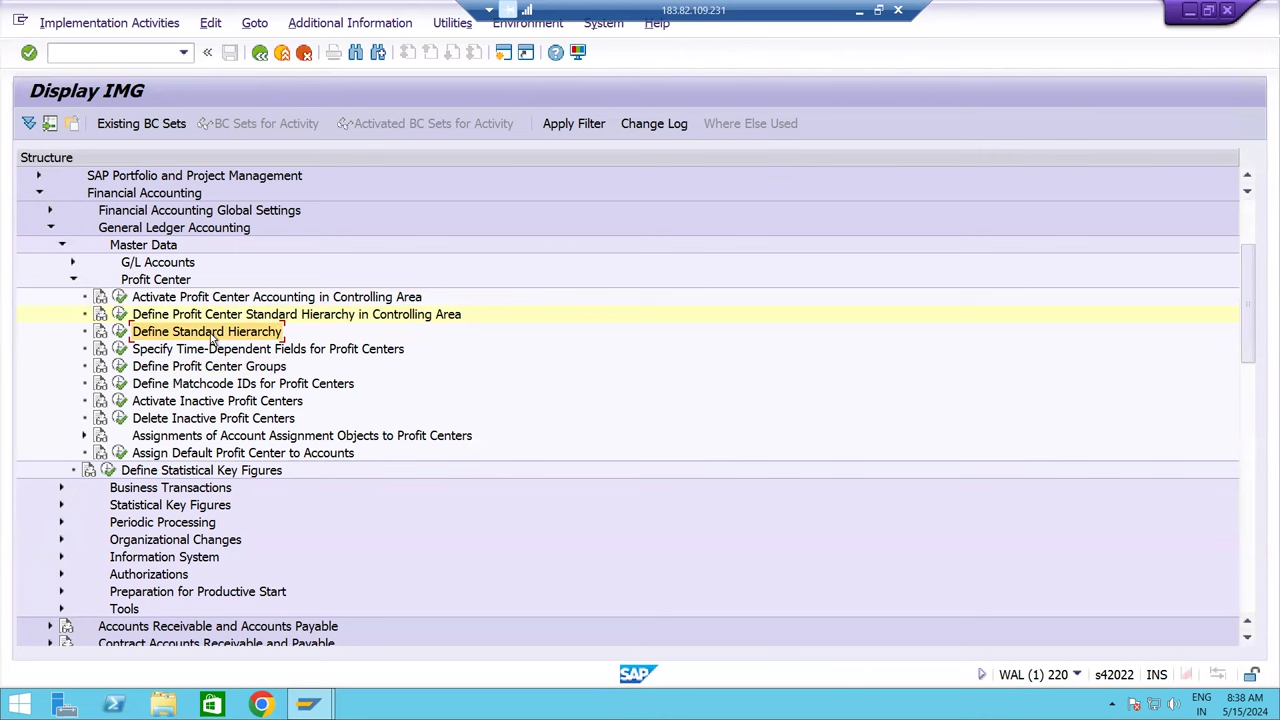 183.82.109.231
Implementation Activities Edit Goto Additional Information Utilities Environment System Help
Display IMG
Existing BC Sets BC Sets for Activity Activated BC Sets for Activity Apply Filter Change Log Where Else Used
Structure
SAP Portfolio and Project Management
Financial Accounting
Financial Accounting Global Settings
General Ledger Accounting
Master Data
G/L Accounts
Profit Center
Activate Profit Center Accounting in Controlling Area
Define Profit Center Standard Hierarchy in Controlling Area
Define Standard Hierarchy
Specify Time-Dependent Fields for Profit Centers
Define Profit Center Groups
Define Matchcode IDs for Profit Centers
Activate Inactive Profit Centers
Delete Inactive Profit Centers
Assignments of Account Assignment Objects to Profit Centers
Assign Default Profit Center to Accounts
Define Statistical Key Figures
Business Transactions
Statistical Key Figures
Periodic Processing
Organizational Changes
Information System
Authorizations
Preparation for Productive Start
Tools
Accounts Receivable and Accounts Payable
Contract Accounts Receivable and Payable
SAP WAL (1) 220 s42022 INS
ENG 8:38 AM
IN 5/15/2024